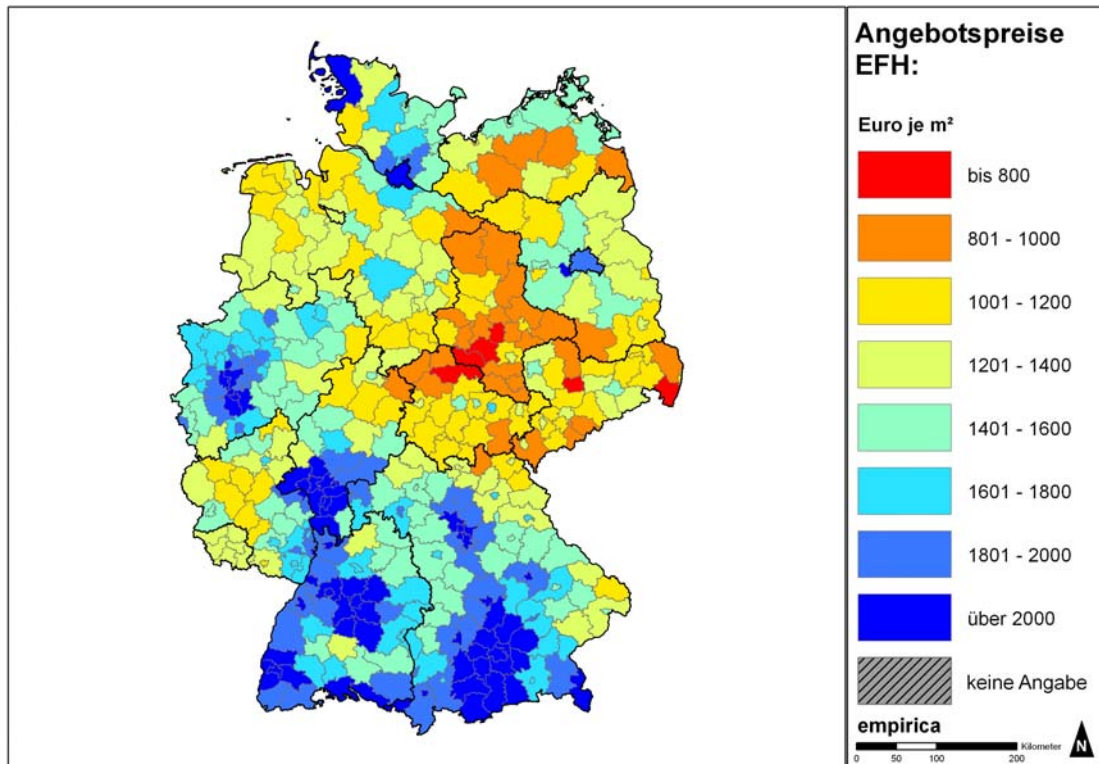 Angebotspreise
EFH:
Euro je m²
bis 800
801 - 1000
1001 - 1200
1201 - 1400
1401 - 1600
1601 - 1800
1801 - 2000
über 2000
keine Angabe
empirica
Kilometer
0 50 100 200
N